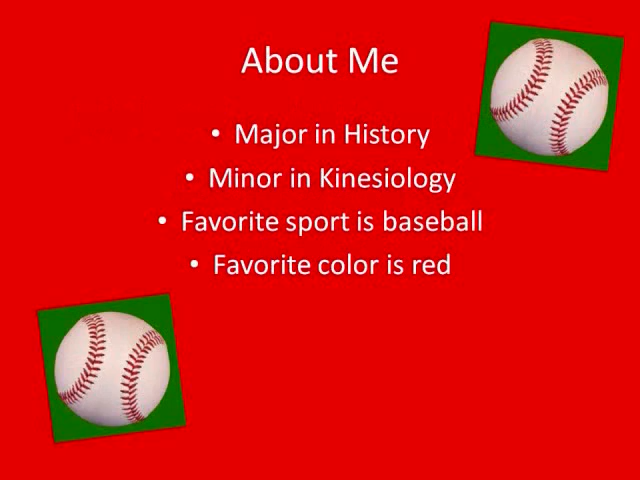 About Me
• Major in History
• Minor in Kinesiology
• Favorite sport is baseball
• Favorite color is red